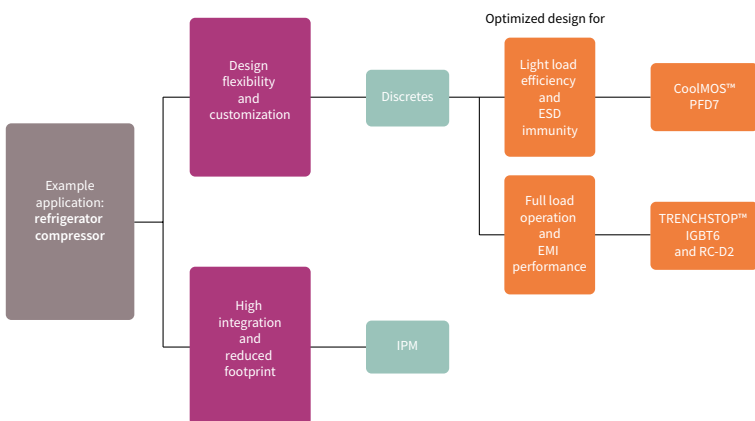 Optimized design for
Design
flexibility
and
customization
Discretes
Light load
efficiency
and
ESD
immunity
CoolMOS™
PFD7
Example
application:
refrigerator
compressor
Full load
operation
and
EMI
performance
TRENCHSTOP™
IGBT6
and RC-D2
High
integration
and
reduced
footprint
IPM